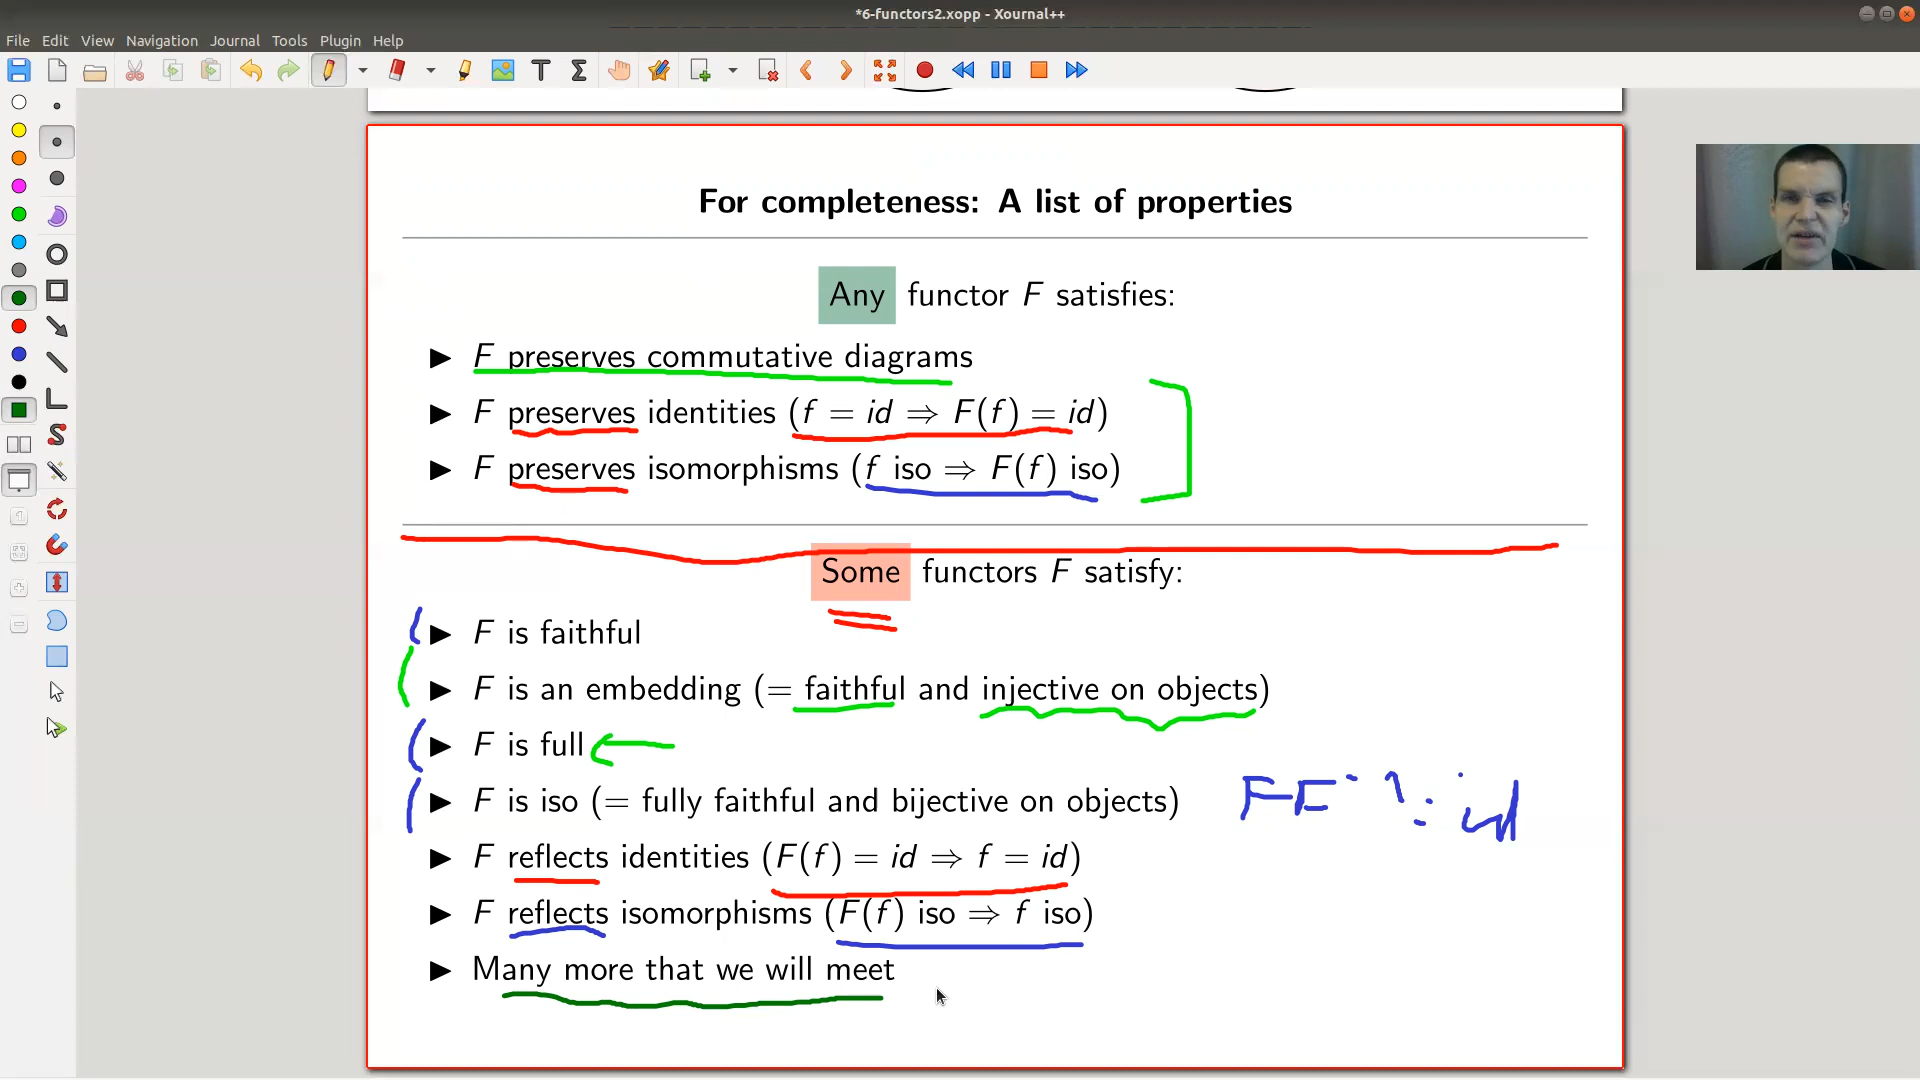 *6-functors2.xopp - Xournal++
File Edit View Navigation Journal Tools Plugin Help
For completeness: A list of properties
Any functor F satisfies:
▶ F preserves commutative diagrams
▶ F preserves identities (f = id ⇒ F(f) = id)
▶ F preserves isomorphisms (f iso ⇒ F(f) iso)
Some functors F satisfy:
▶ F is faithful
▶ F is an embedding (= faithful and injective on objects)
▶ F is full
▶ F is iso (= fully faithful and bijective on objects)
▶ F reflects identities (F(f) = id ⇒ f = id)
▶ F reflects isomorphisms (F(f) iso ⇒ f iso)
▶ Many more that we will meet